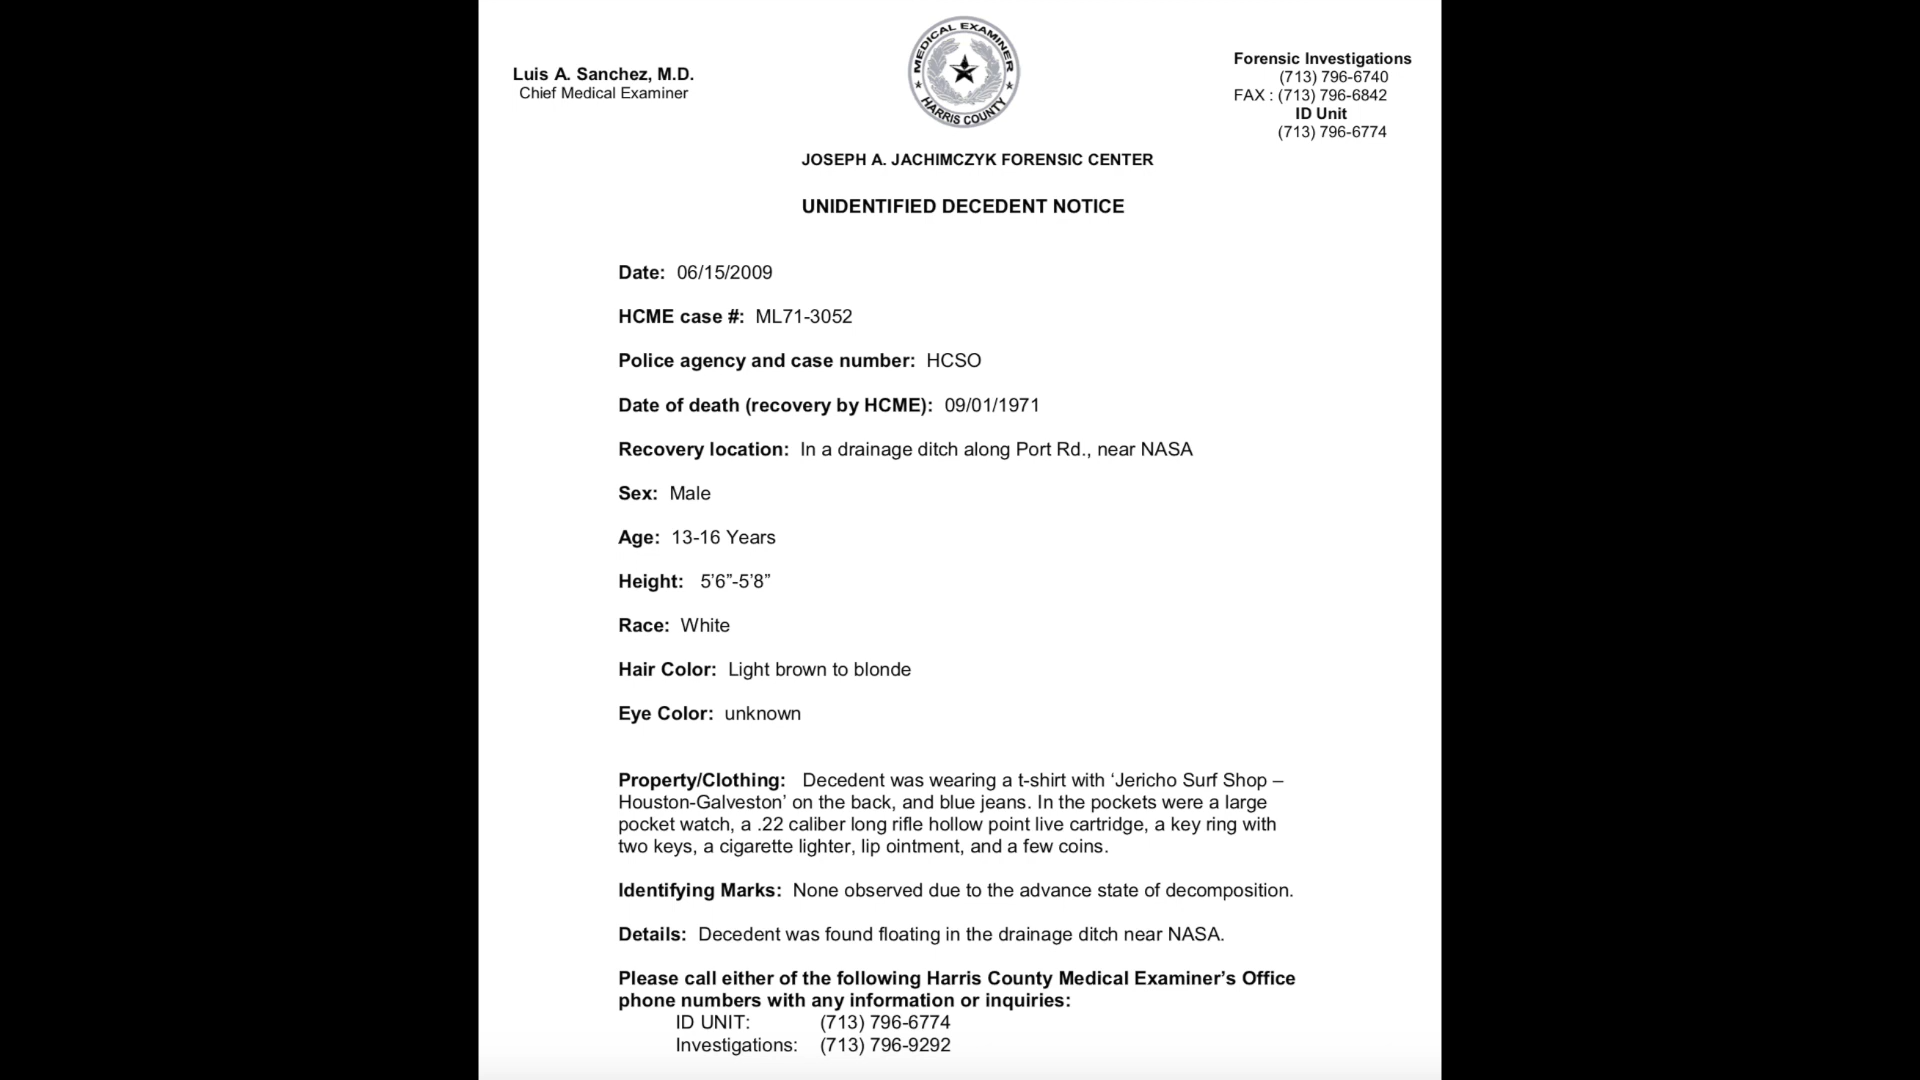 Luis A. Sanchez, M.D.
Chief Medical Examiner
MEDICAL EXAMINER
HARRIS COUNTY
Forensic Investigations
(713) 796-6740
FAX : (713) 796-6842
ID Unit
(713) 796-6774
JOSEPH A. JACHIMCZYK FORENSIC CENTER
UNIDENTIFIED DECEDENT NOTICE
Date: 06/15/2009
HCME case #: ML71-3052
Police agency and case number: HCSO
Date of death (recovery by HCME): 09/01/1971
Recovery location: In a drainage ditch along Port Rd., near NASA
Sex: Male
Age: 13-16 Years
Height: 5’6”-5’8”
Race: White
Hair Color: Light brown to blonde
Eye Color: unknown
Property/Clothing: Decedent was wearing a t-shirt with ‘Jericho Surf Shop –
Houston-Galveston’ on the back, and blue jeans. In the pockets were a large
pocket watch, a .22 caliber long rifle hollow point live cartridge, a key ring with
two keys, a cigarette lighter, lip ointment, and a few coins.
Identifying Marks: None observed due to the advance state of decomposition.
Details: Decedent was found floating in the drainage ditch near NASA.
Please call either of the following Harris County Medical Examiner’s Office
phone numbers with any information or inquiries:
ID UNIT: (713) 796-6774
Investigations: (713) 796-9292